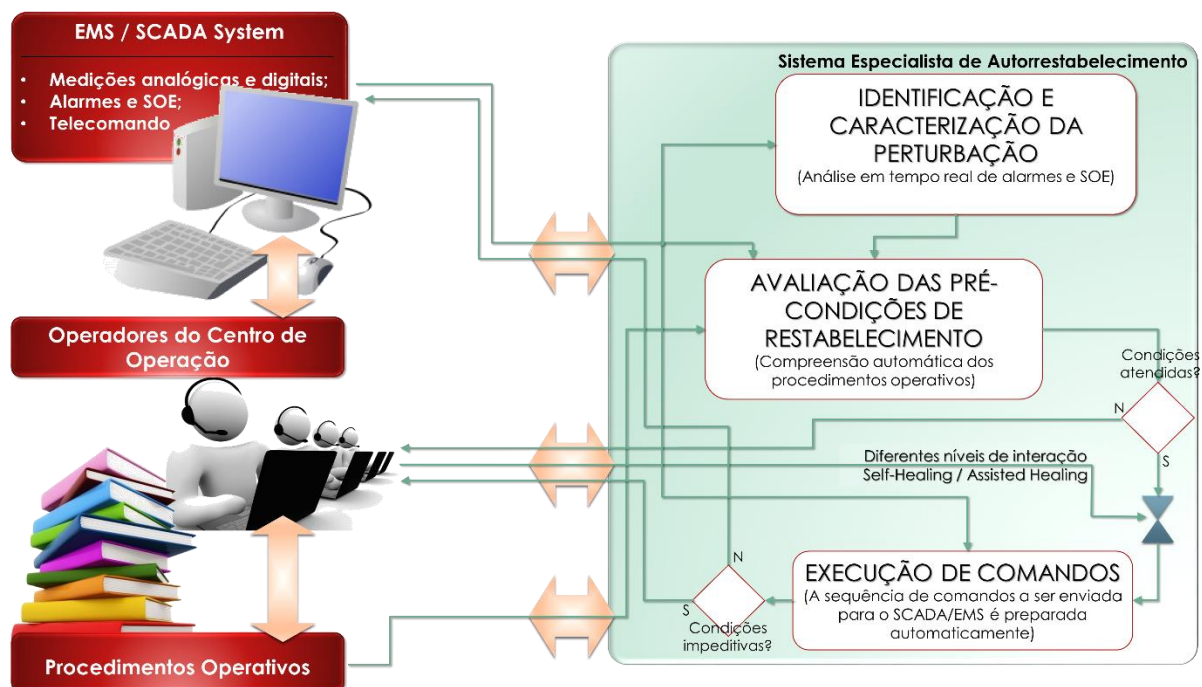 EMS / SCADA System
• Medições analógicas e digitais;
• Alarmes e SOE;
• Telecomando
Operadores do Centro de
Operação
Procedimentos Operativos
Sistema Especialista de Autorrestabelecimento
IDENTIFICAÇÃO E
CARACTERIZAÇÃO DA
PERTURBAÇÃO
(Análise em tempo real de alarmes e SOE)
AVALIAÇÃO DAS PRÉ-
CONDIÇÕES DE
RESTABELECIMENTO
(Compreensão automática dos
procedimentos operativos)
Condições
atendidas?
N
S
Diferentes níveis de interação
Self-Healing / Assisted Healing
EXECUÇÃO DE COMANDOS
(A sequência de comandos a ser enviada
para o SCADA/EMS é preparada
automaticamente)
N
S
Condições
impeditivas?